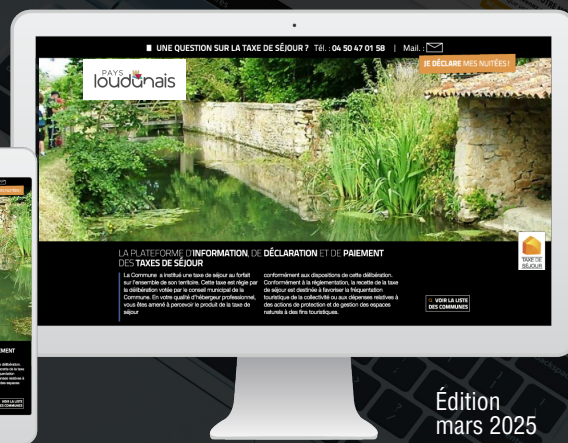 UNE QUESTION SUR LA TAXE DE SÉJOUR ? Tél. : 04 50 47 01 58 | Mail. :
JE DÉCLARE MES NUITÉES !
PAYS
loudunais
LA PLATEFORME D'INFORMATION, DE DÉCLARATION ET DE PAIEMENT
DES TAXES DE SÉJOUR
La Commune a institué une taxe de séjour au forfait
sur l'ensemble de son territoire. Cette taxe est régie par
la délibération votée par le conseil municipal de la
Commune. En votre qualité d'hébergeur professionnel,
vous êtes amené à percevoir le produit de la taxe de
séjour
conformément aux dispositions de cette délibération.
Conformément à la réglementation, la recette de la taxe
de séjour est destinée à favoriser la fréquentation
touristique de la collectivité ou aux dépenses relatives à
des actions de protection et de gestion des espaces
naturels à des fins touristiques.
TAXE DE
SÉJOUR
VOIR LA LISTE
DES COMMUNES
VOIR LA LISTE
DES COMMUNES
Édition
mars 2025